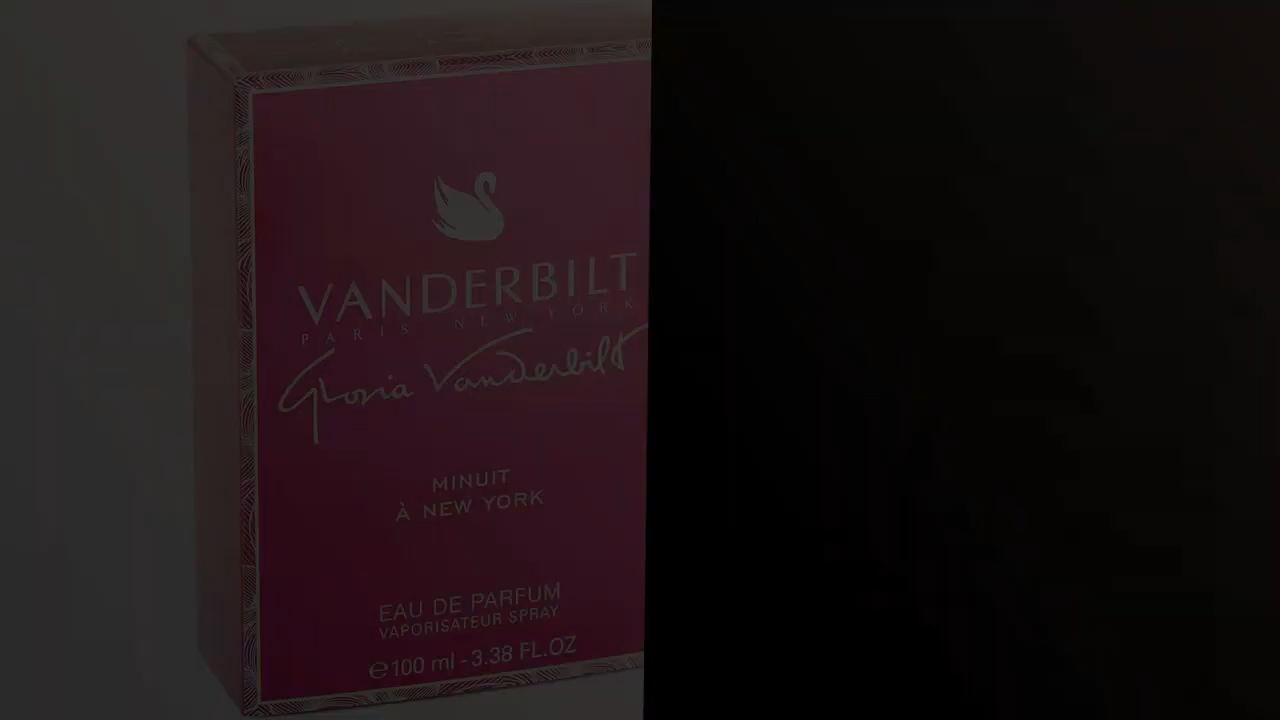 VANDERBILT
PARIS NEW YORK
Gloria Vanderbilt
MINUIT
À NEW YORK
EAU DE PARFUM
VAPORISATEUR SPRAY
℮100 ml - 3.38 FL.OZ